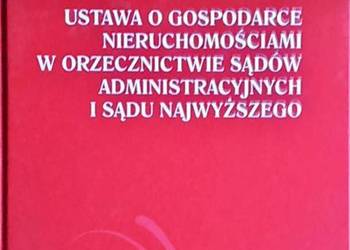 USTAWA O GOSPODARCE
NIERUCHOMOŚCIAMI
W ORZECZNICTWIE SĄDÓW
ADMINISTRACYJNYCH
I SĄDU NAJWYŻSZEGO